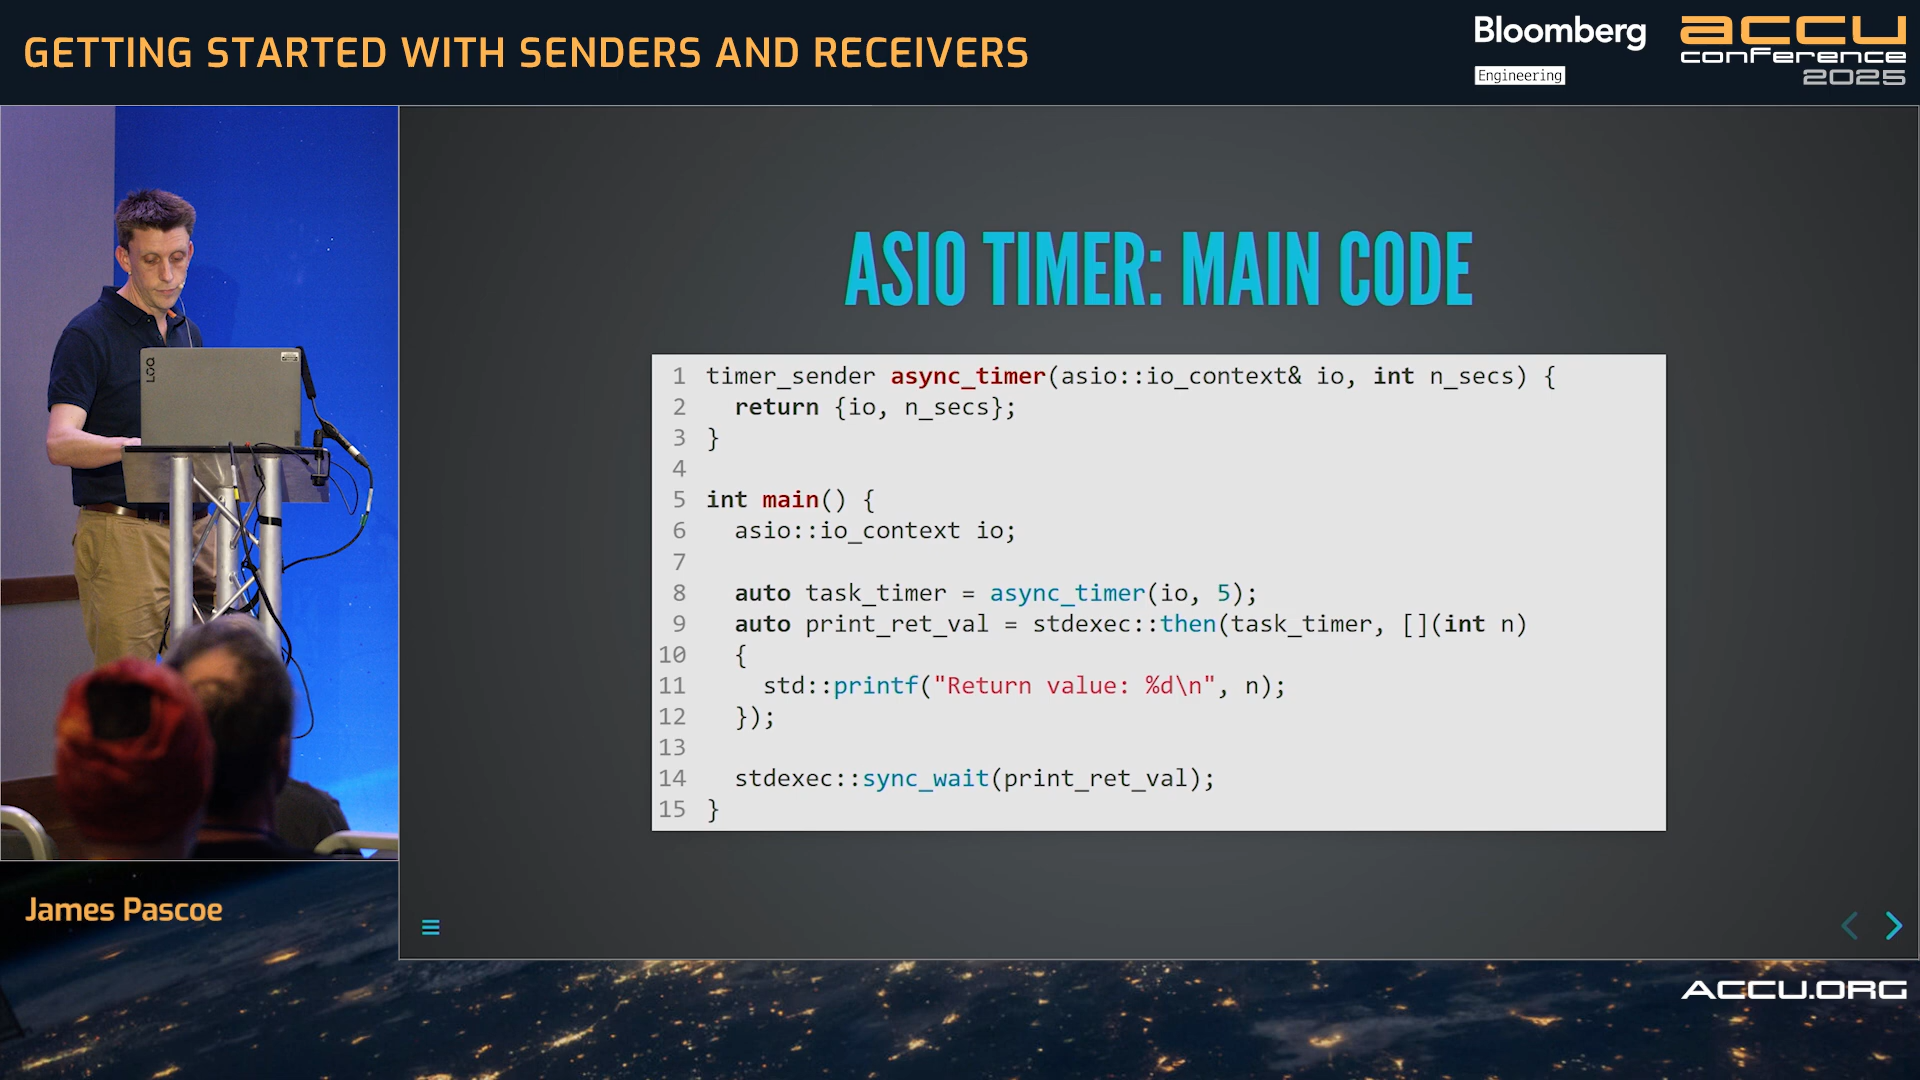 GETTING STARTED WITH SENDERS AND RECEIVERS
Bloomberg
Engineering
accu
conference
2025
LOQ
ASIO TIMER: MAIN CODE
1 timer_sender async_timer(asio::io_context& io, int n_secs) {
2   return {io, n_secs};
3 }
4
5 int main() {
6   asio::io_context io;
7
8   auto task_timer = async_timer(io, 5);
9   auto print_ret_val = stdexec::then(task_timer, [](int n)
10   {
11     std::printf("Return value: %d\n", n);
12   });
13
14   stdexec::sync_wait(print_ret_val);
15 }
James Pascoe
ACCU.ORG